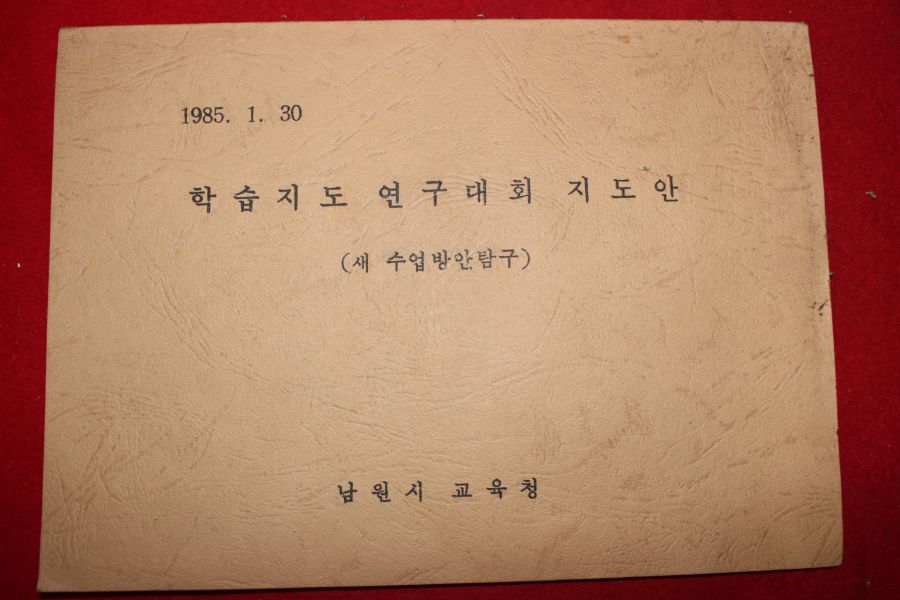 1985. 1. 30
학습지도 연구대회 지도안
(새 수업방안탐구)
남원시 교육청